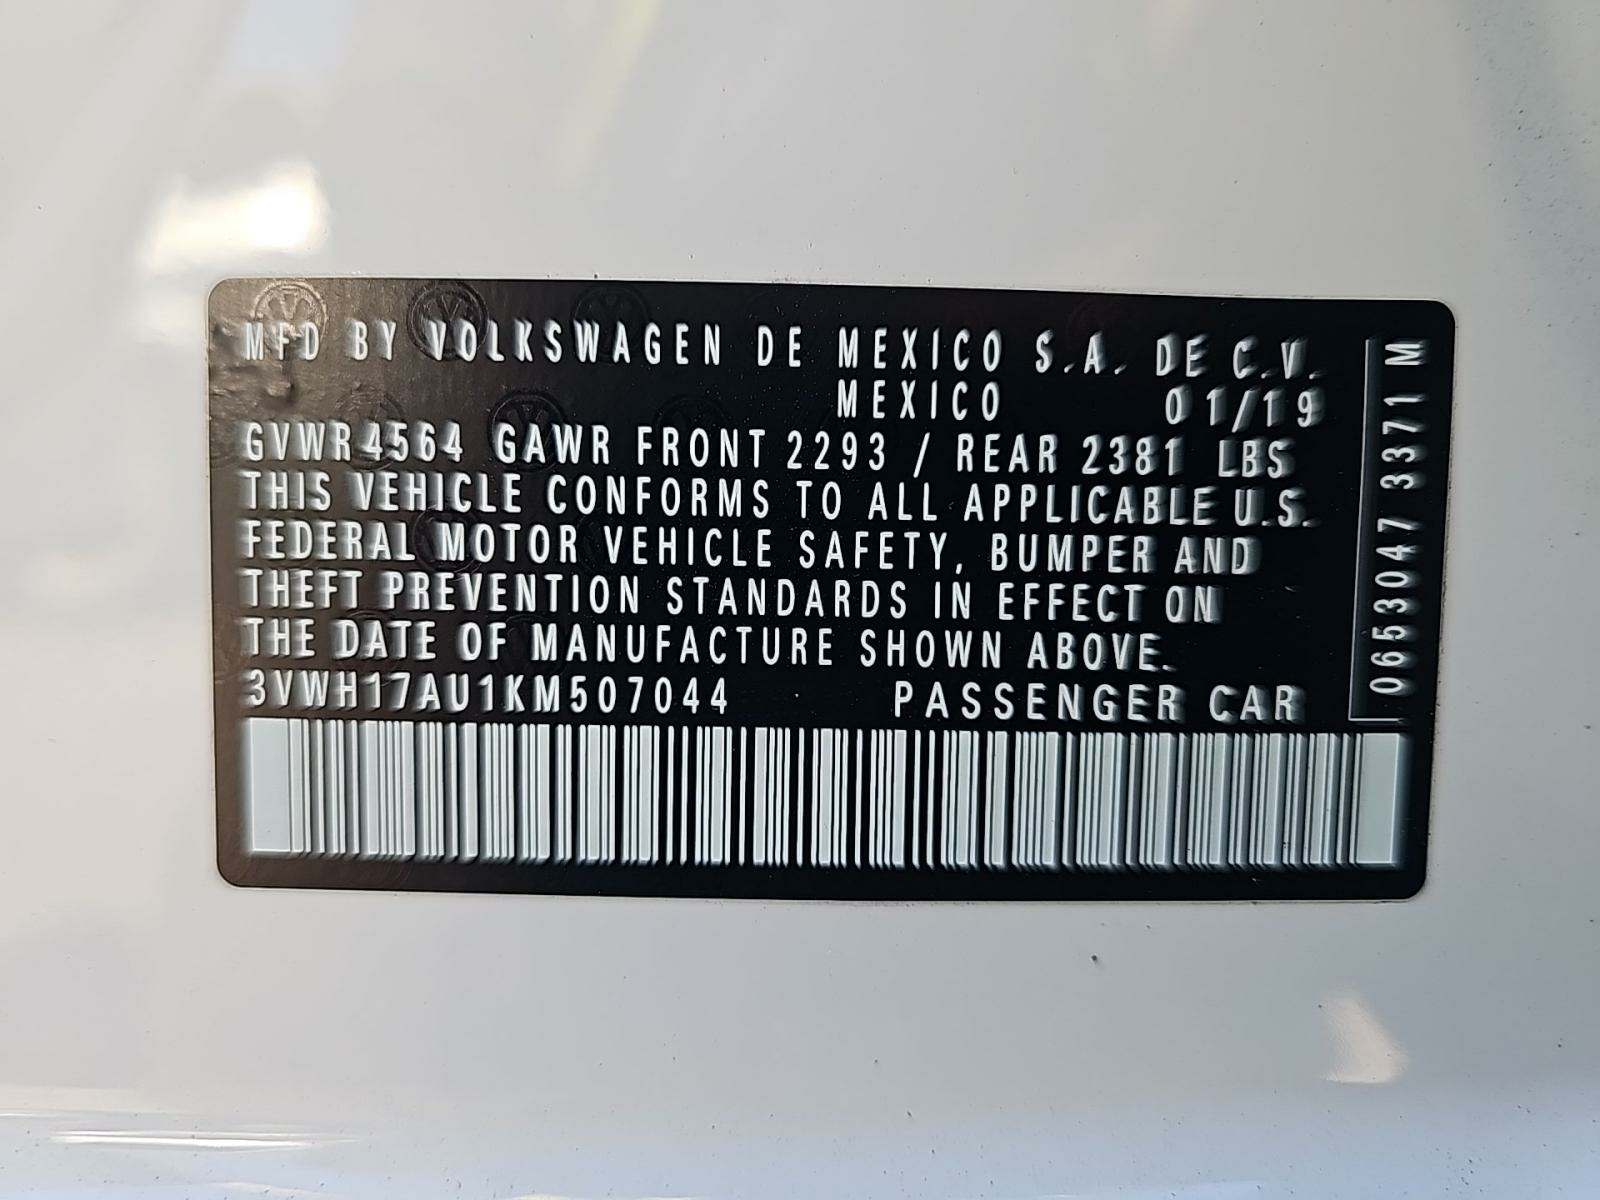 MFD BY VOLKSWAGEN DE MEXICO S.A. DE C.V.
MEXICO 01/19
GVWR4564 GAWR FRONT 2293 / REAR 2381 LBS
THIS VEHICLE CONFORMS TO ALL APPLICABLE U.S.
FEDERAL MOTOR VEHICLE SAFETY, BUMPER AND
THEFT PREVENTION STANDARDS IN EFFECT ON
THE DATE OF MANUFACTURE SHOWN ABOVE.
3VWH17AU1KM507044 PASSENGER CAR
0653047 3371 M